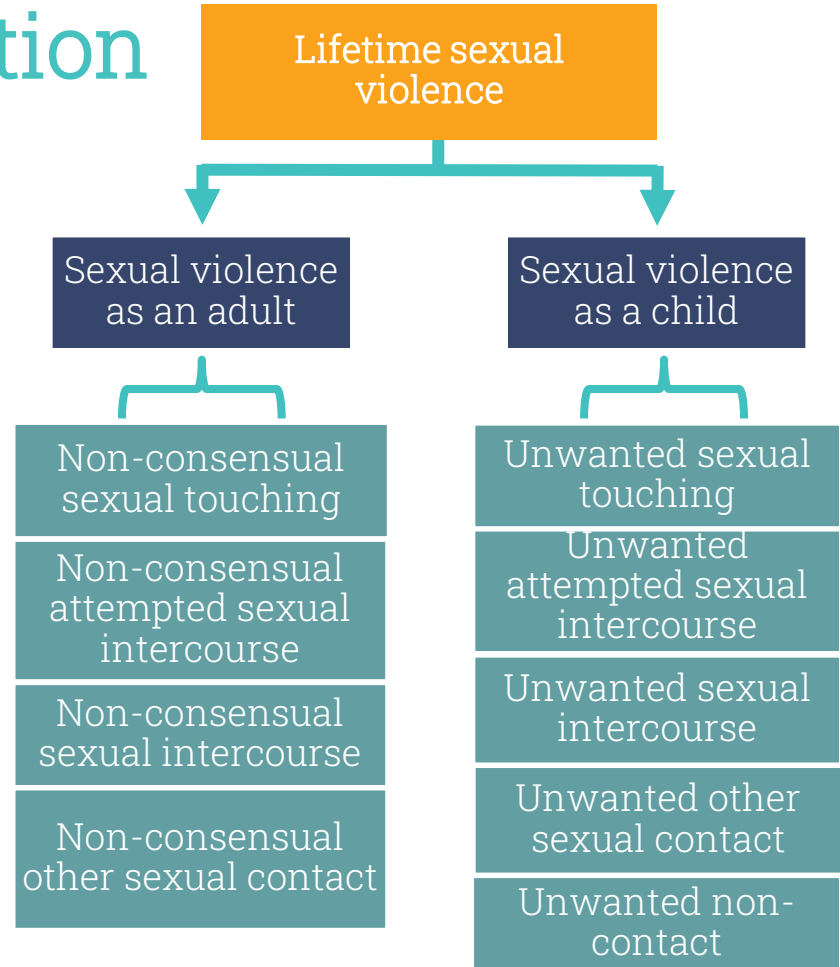 tion
Lifetime sexual
violence
Sexual violence
as an adult
Sexual violence
as a child
Non-consensual
sexual touching
Non-consensual
attempted sexual
intercourse
Non-consensual
sexual intercourse
Non-consensual
other sexual contact
Unwanted sexual
touching
Unwanted
attempted sexual
intercourse
Unwanted sexual
intercourse
Unwanted other
sexual contact
Unwanted non-
contact